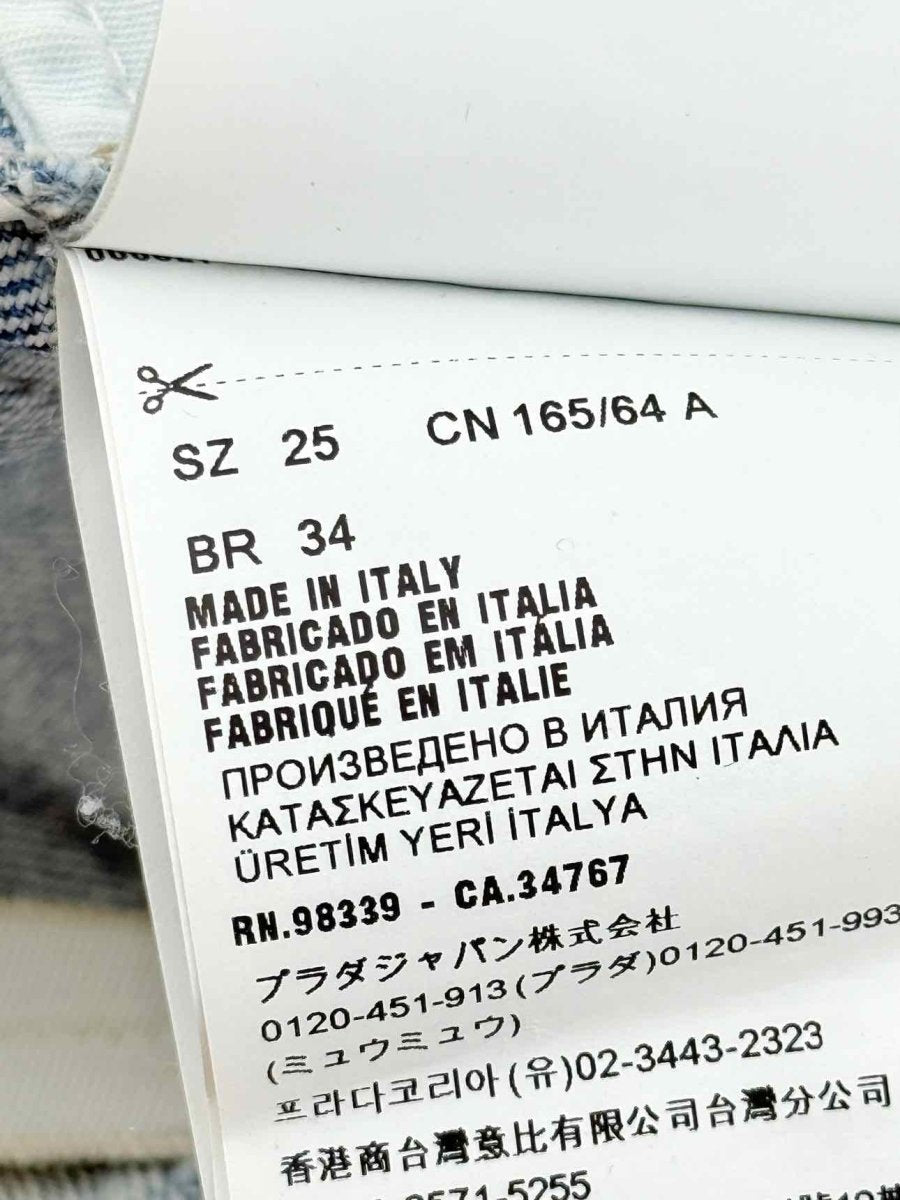 SZ 25 CN 165/64 A
BR 34
MADE IN ITALY
FABRICADO EN ITALIA
FABRICADO EM ITÁLIA
FABRIQUÉ EN ITALIE
ПРОИЗВЕДЕНО В ИТАЛИЯ
ΚΑΤΑΣΚΕΥΑΖΕΤΑΙ ΣΤΗΝ ΙΤΑΛΙΑ
ÜRETİM YERİ İTALYA
RN.98339 - CA.34767
プラダジャパン株式会社
0120-451-913(プラダ)0120-451-993
(ミュウミュウ)
프라다코리아(유)02-3443-2323
香港商台灣意比有限公司台灣分公司
2571-5255